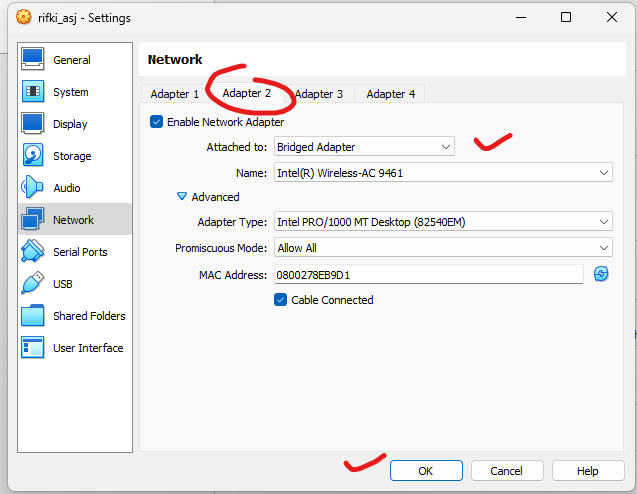 rifki_asj - Settings
General
System
Display
Storage
Audio
Network
Serial Ports
USB
Shared Folders
User Interface
Network
Adapter 1 Adapter 2 Adapter 3 Adapter 4
Enable Network Adapter
Attached to: Bridged Adapter
Name: Intel(R) Wireless-AC 9461
Advanced
Adapter Type: Intel PRO/1000 MT Desktop (82540EM)
Promiscuous Mode: Allow All
MAC Address: 0800278EB9D1
Cable Connected
OK Cancel Help